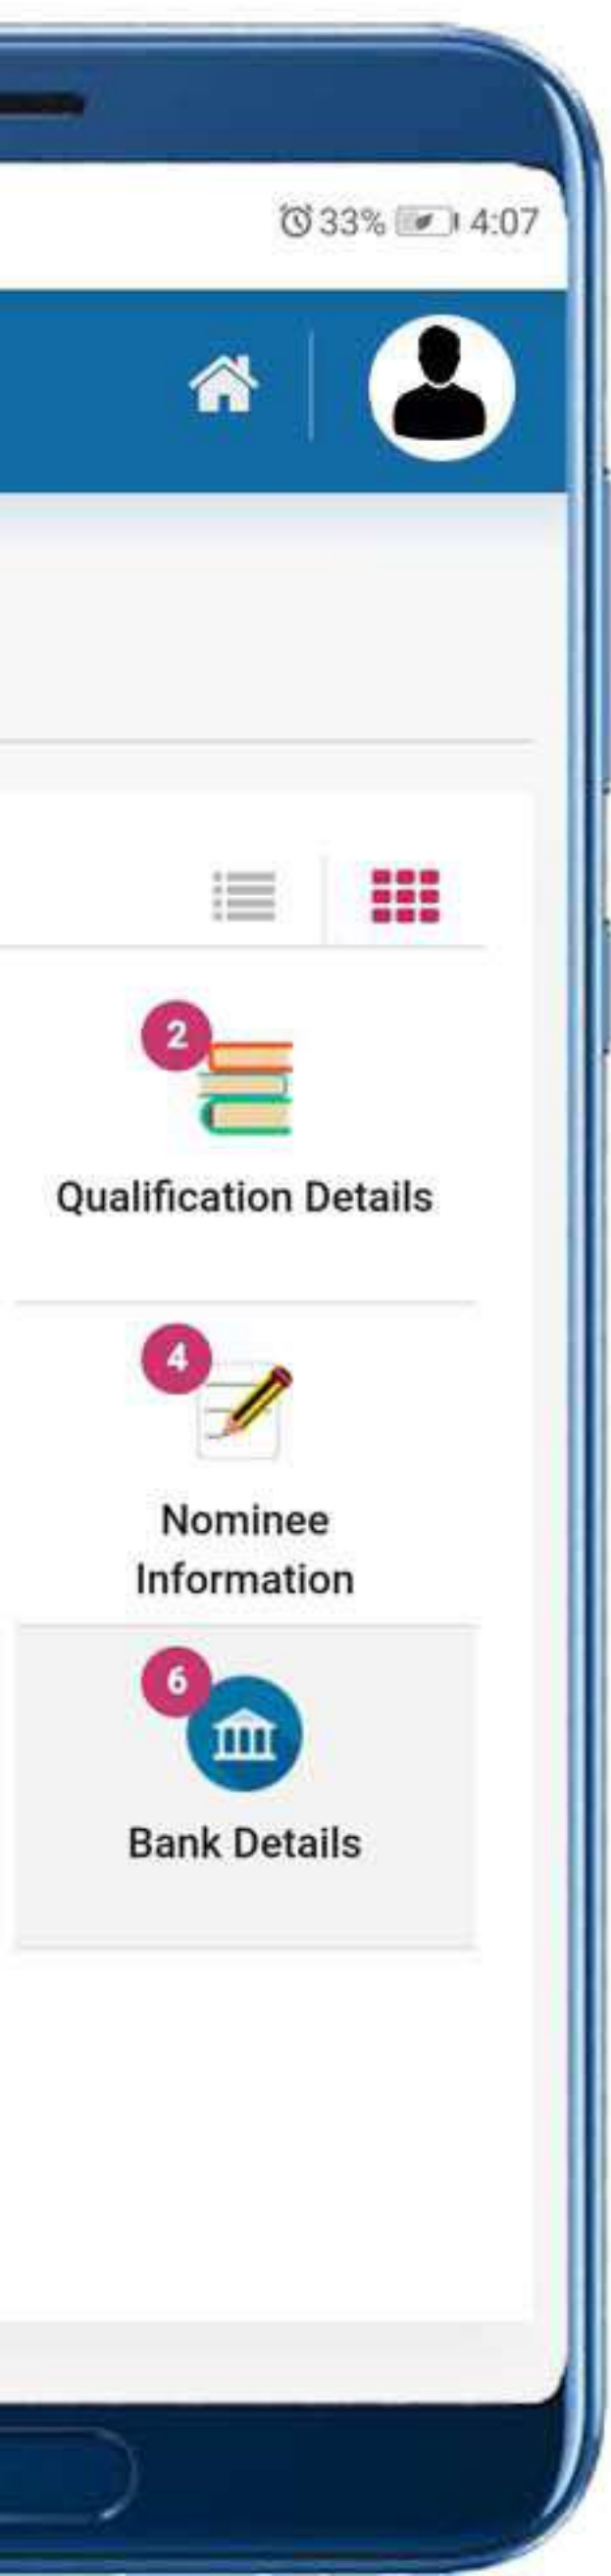 33% 4:07
2
Qualification Details
4
Nominee
Information
6
Bank Details